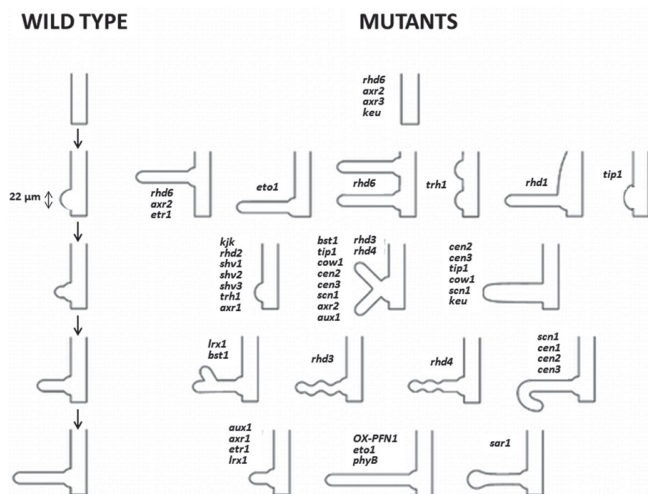 WILD TYPE
MUTANTS
rhd6
axr2
axr3
keu
22 µm
rhd6
axr2
etr1
eto1
rhd6
trh1
rhd1
tip1
kjk
rhd2
shv1
shv2
shv3
trh1
axr1
bst1
tip1
cow1
cen2
cen3
scn1
axr2
aux1
rhd3
rhd4
cen2
cen3
tip1
cow1
scn1
keu
lrx1
bst1
rhd3
rhd4
scn1
cen1
cen2
cen3
aux1
axr1
etr1
lrx1
OX-PFN1
eto1
phyB
sar1